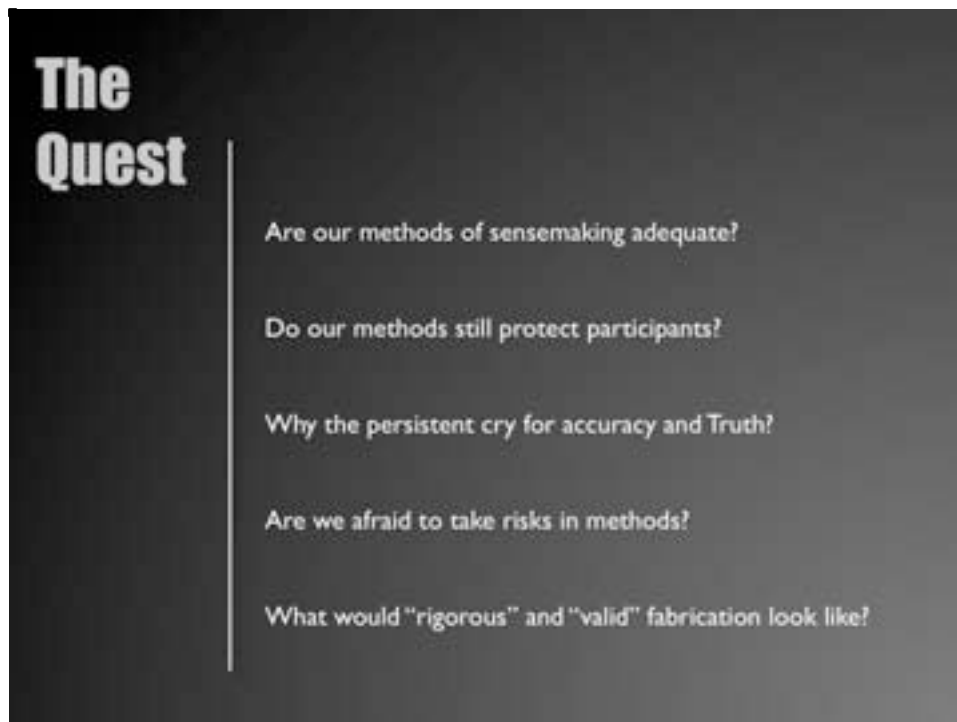 The
Quest
Are our methods of sensemaking adequate?
Do our methods still protect participants?
Why the persistent cry for accuracy and Truth?
Are we afraid to take risks in methods?
What would “rigorous” and “valid” fabrication look like?